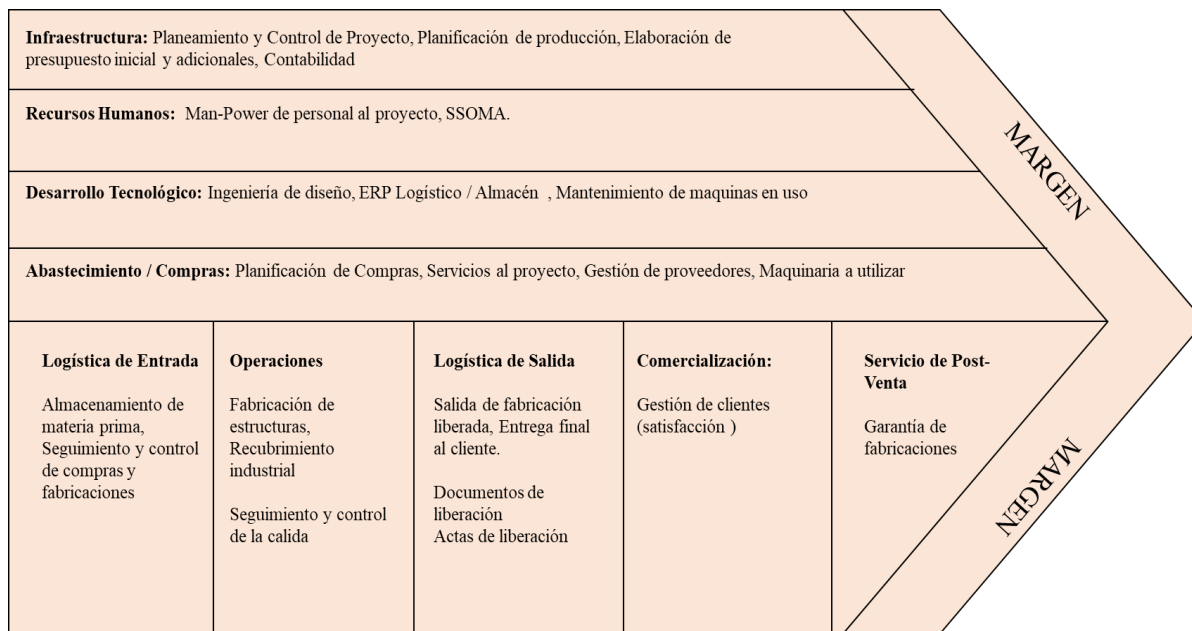 Infraestructura: Planeamiento y Control de Proyecto, Planificación de producción, Elaboración de
presupuesto inicial y adicionales, Contabilidad
Recursos Humanos: Man-Power de personal al proyecto, SSOMA.
Desarrollo Tecnológico: Ingeniería de diseño, ERP Logístico / Almacén , Mantenimiento de maquinas en uso
Abastecimiento / Compras: Planificación de Compras, Servicios al proyecto, Gestión de proveedores, Maquinaria a utilizar
MARGEN
Logística de Entrada
Almacenamiento de
materia prima,
Seguimiento y control
de compras y
fabricaciones
Operaciones
Fabricación de
estructuras,
Recubrimiento
industrial
Seguimiento y control
de la calida
Logística de Salida
Salida de fabricación
liberada, Entrega final
al cliente.
Documentos de
liberación
Actas de liberación
Comercialización:
Gestión de clientes
(satisfacción )
Servicio de Post-
Venta
Garantía de
fabricaciones
MARGEN